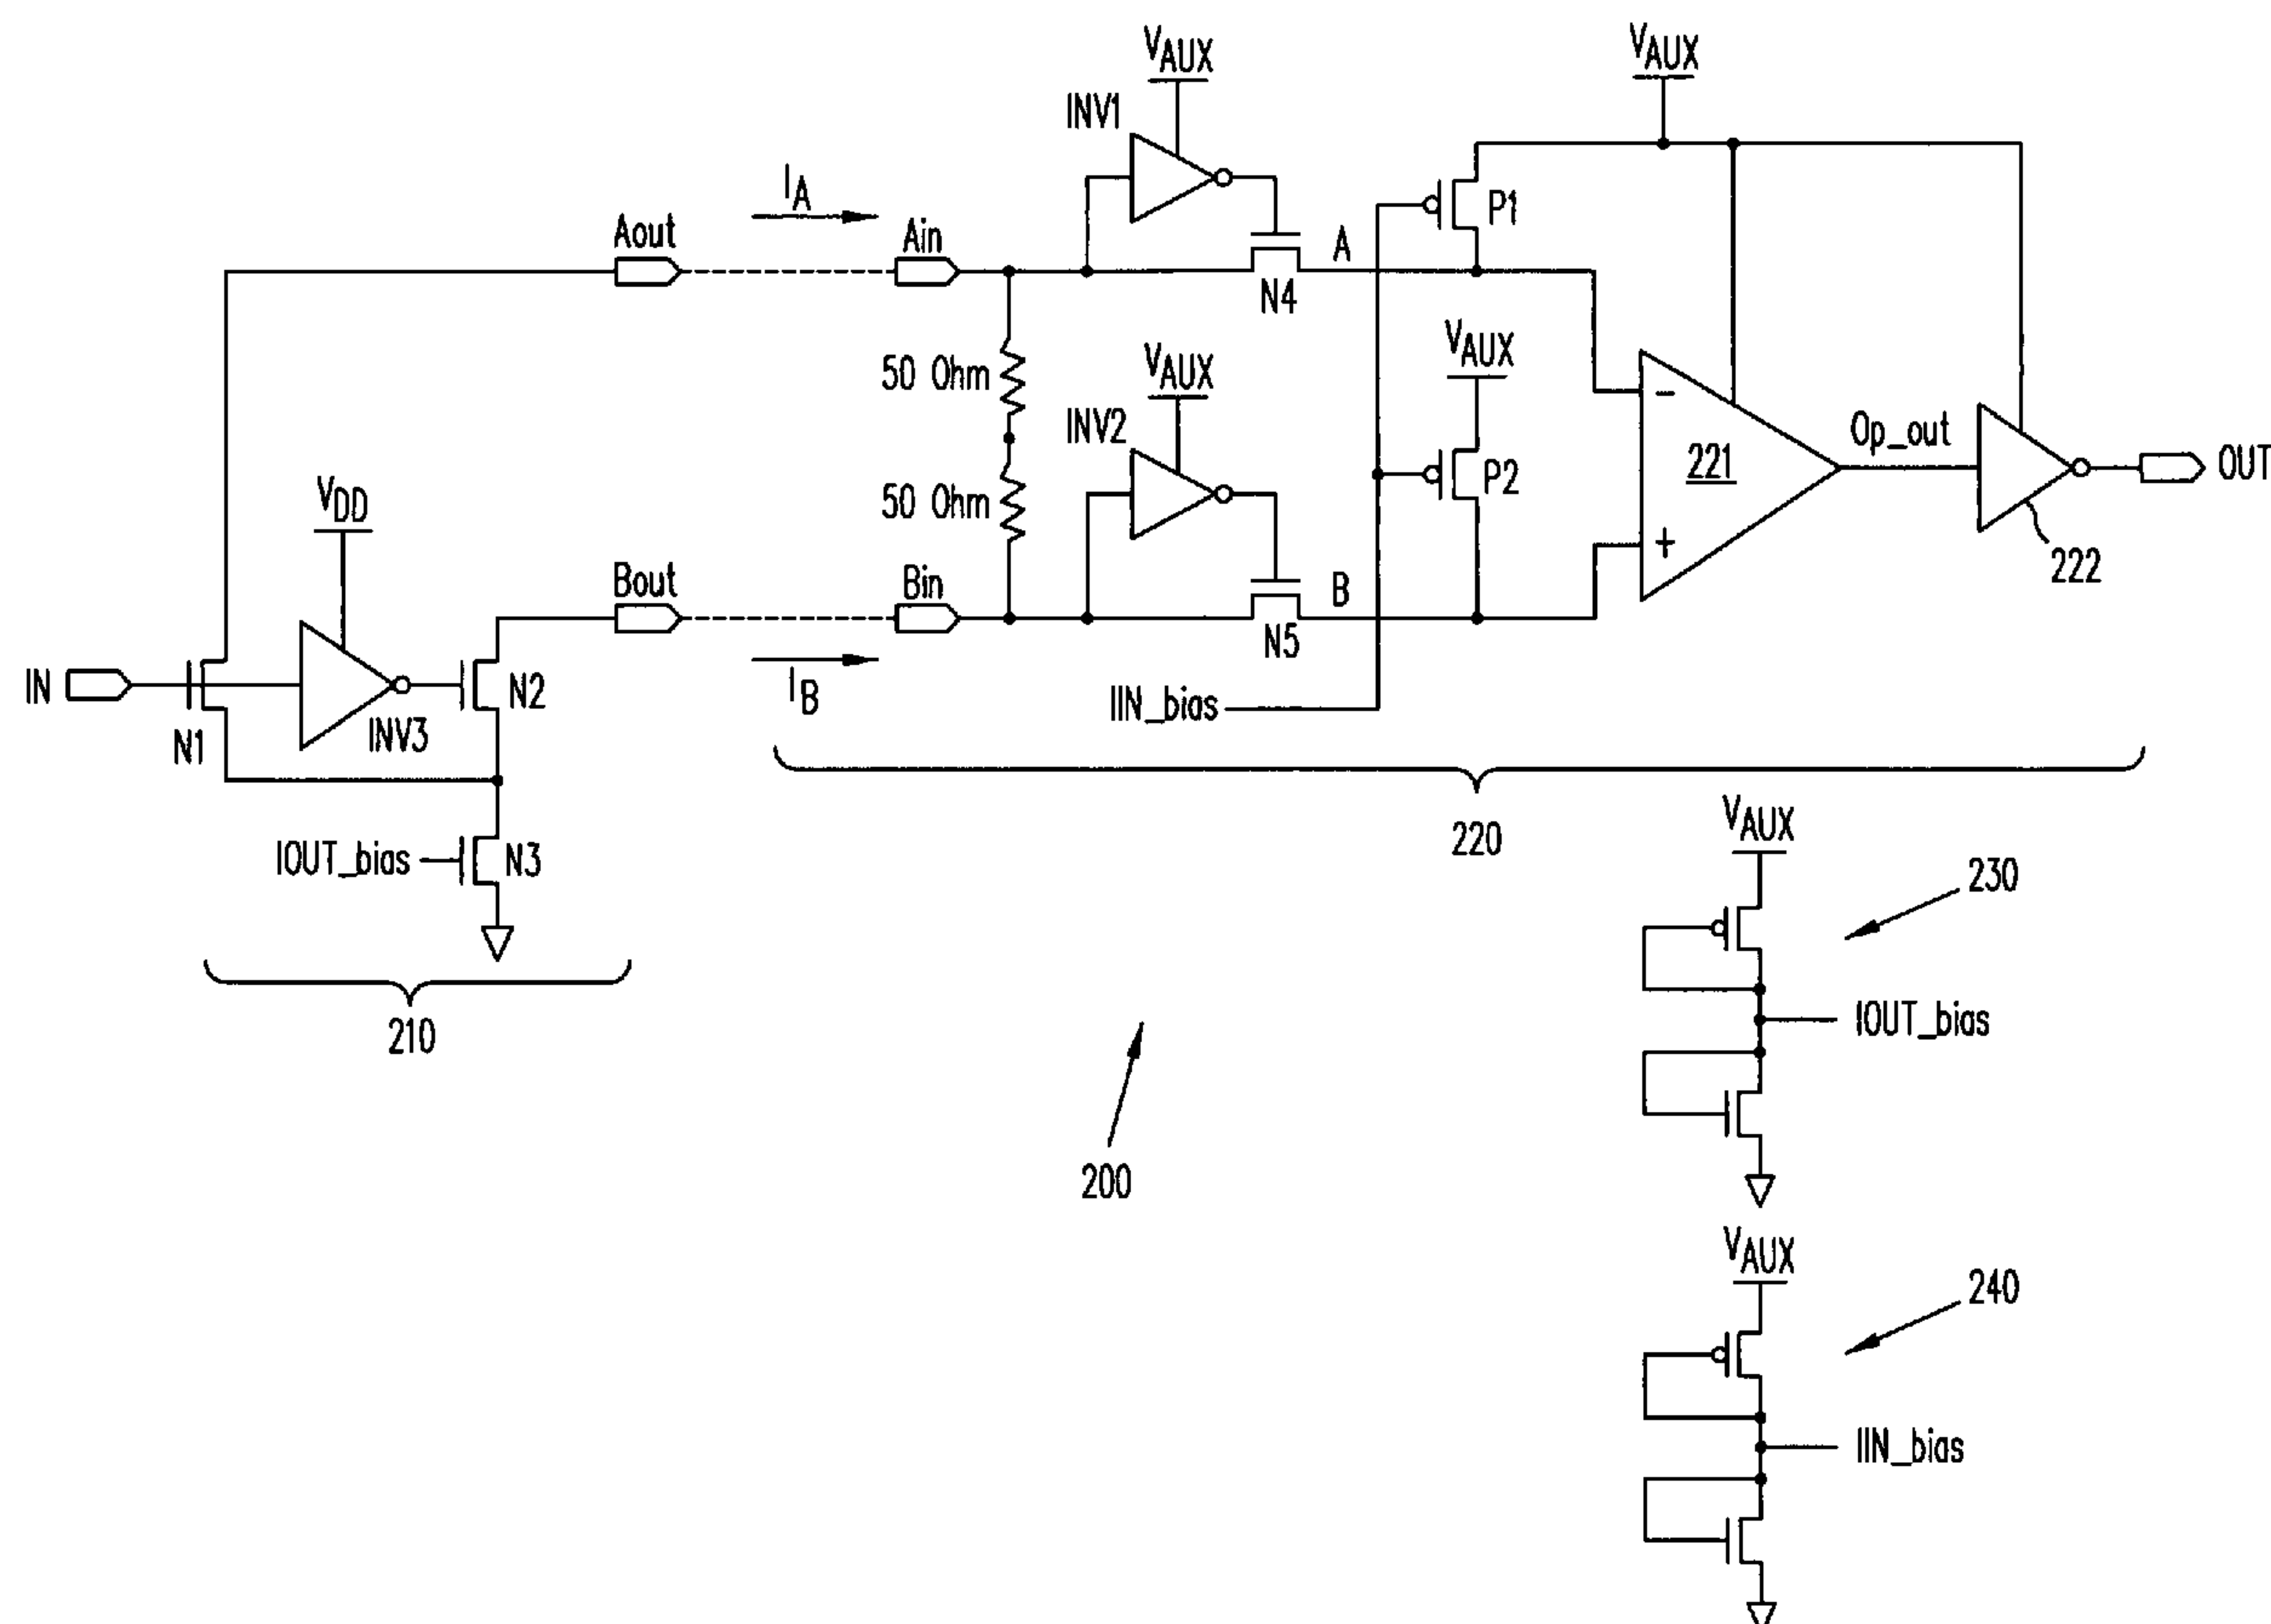 VAUX
VAUX
INV1
IA
P1
Aout
Ain
A
N4
50 Ohm
VAUX
VAUX
INV2
50 Ohm
P2
-
221
+
Op_out
OUT
222
VDD
Bout
Bin
B
N5
IN
N1
INV3
N2
IB
IIN_bias
220
IOUT_bias
N3
210
VAUX
230
IOUT_bias
200
VAUX
240
IIN_bias